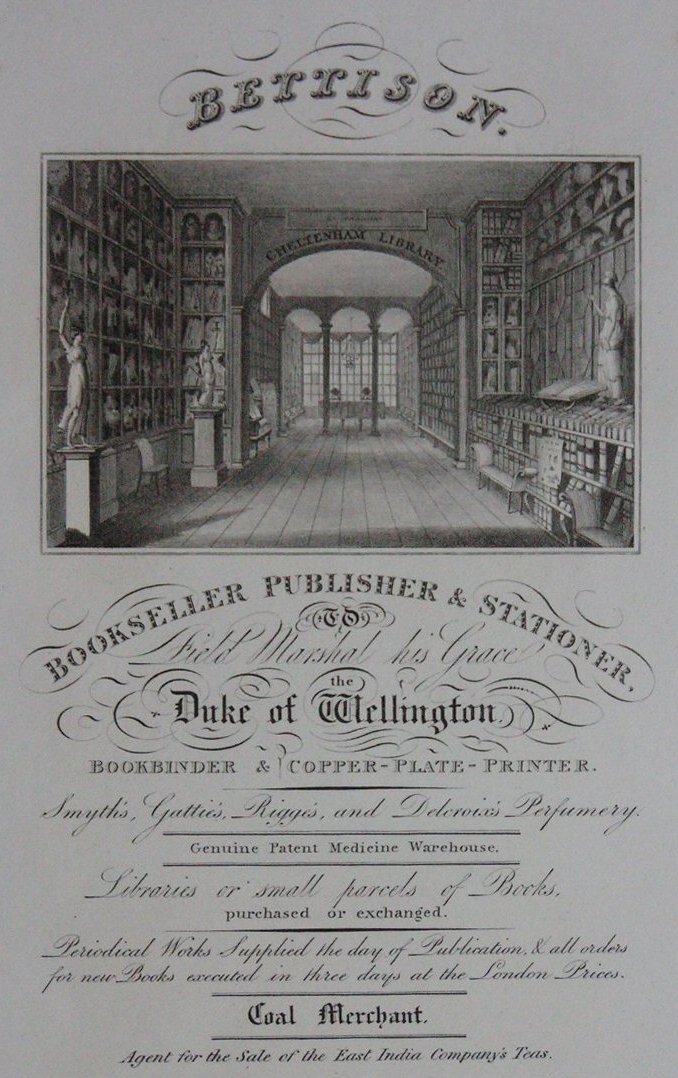 BETTISON.
CHELTENHAM LIBRARY
BOOKSELLER PUBLISHER & STATIONER,
TO
Field Marshal his Grace
the
Duke of Wellington.
BOOKBINDER & COPPER-PLATE-PRINTER.
Smyth's, Gattie's, Rigge's, and Delcroix's Perfumery.
Genuine Patent Medicine Warehouse.
Libraries or small parcels of Books,
purchased or exchanged.
Periodical Works Supplied the day of Publication, & all orders
for new Books executed in three days at the London Prices.
Coal Merchant.
Agent for the Sale of the East India Company's Teas.